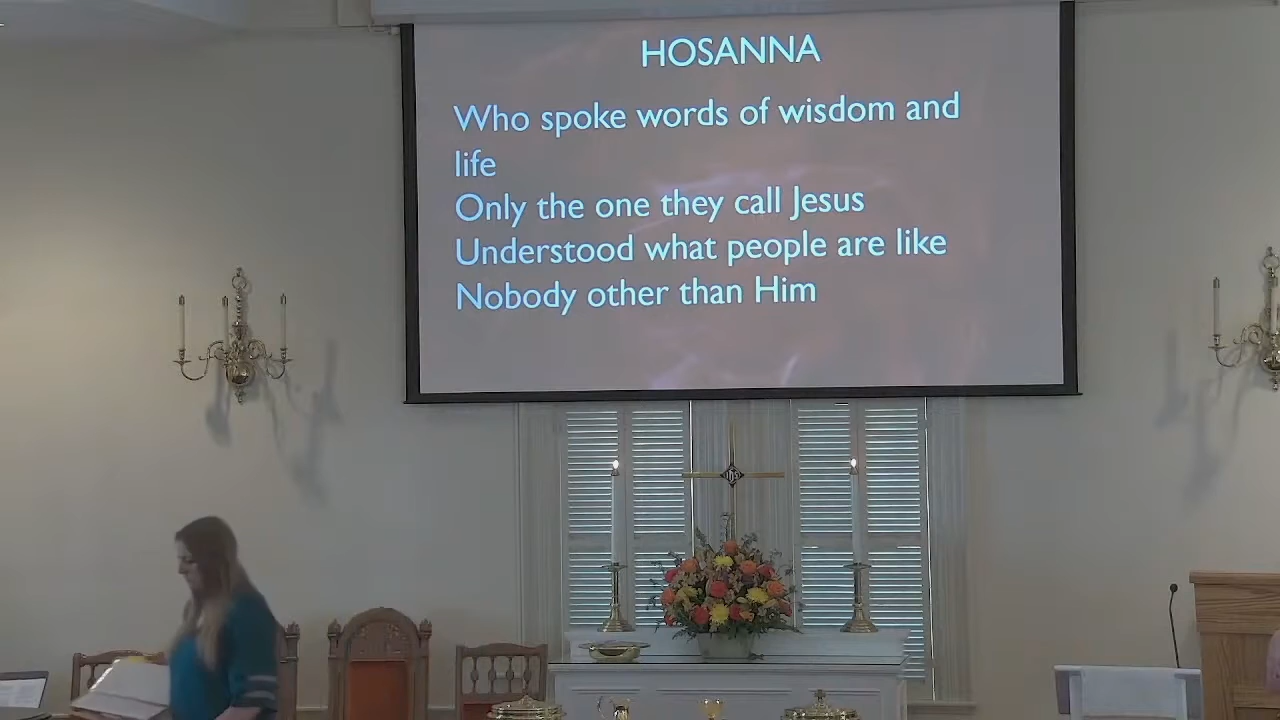 HOSANNA
Who spoke words of wisdom and
life
Only the one they call Jesus
Understood what people are like
Nobody other than Him